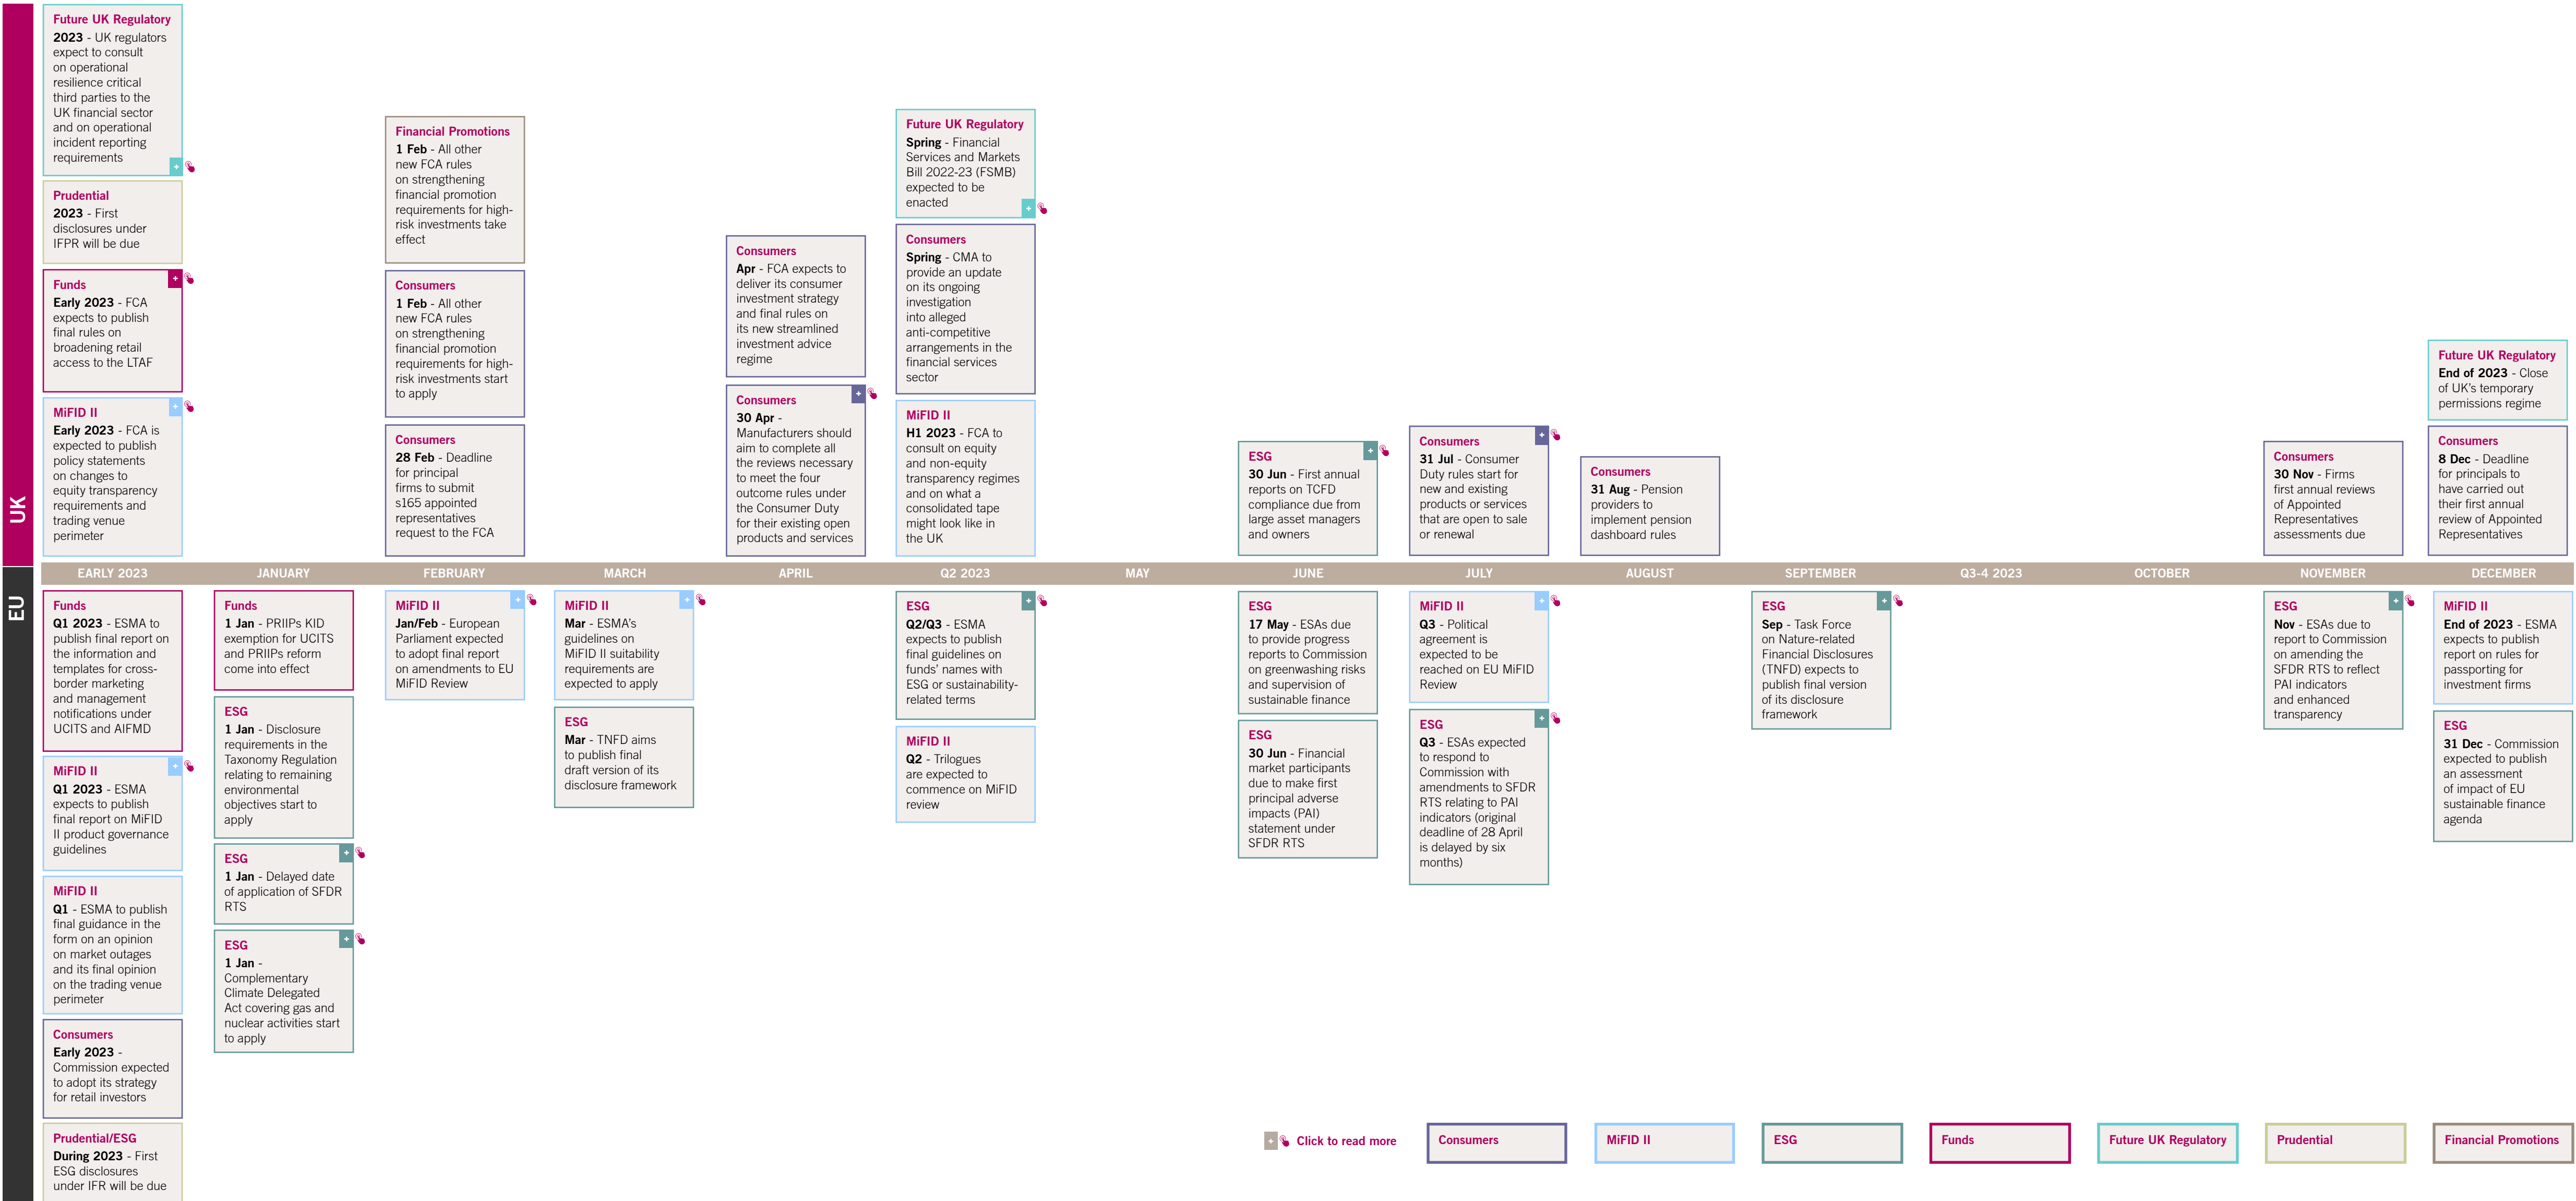 UK
Future UK Regulatory
2023 - UK regulators
expect to consult
on operational
resilience critical
third parties to the
UK financial sector
and on operational
incident reporting
requirements
+
Prudential
2023 - First
disclosures under
IFPR will be due
Funds
+
Early 2023 - FCA
expects to publish
final rules on
broadening retail
access to the LTAF
MiFID II
+
Early 2023 - FCA is
expected to publish
policy statements
on changes to
equity transparency
requirements and
trading venue
perimeter
Financial Promotions
1 Feb - All other
new FCA rules
on strengthening
financial promotion
requirements for high-
risk investments take
effect
Consumers
1 Feb - All other
new FCA rules
on strengthening
financial promotion
requirements for high-
risk investments start
to apply
Consumers
28 Feb - Deadline
for principal
firms to submit
s165 appointed
representatives
request to the FCA
Consumers
Apr - FCA expects to
deliver its consumer
investment strategy
and final rules on
its new streamlined
investment advice
regime
Consumers
+
30 Apr -
Manufacturers should
aim to complete all
the reviews necessary
to meet the four
outcome rules under
the Consumer Duty
for their existing open
products and services
Future UK Regulatory
Spring - Financial
Services and Markets
Bill 2022-23 (FSMB)
expected to be
enacted
+
Consumers
Spring - CMA to
provide an update
on its ongoing
investigation
into alleged
anti-competitive
arrangements in the
financial services
sector
MiFID II
H1 2023 - FCA to
consult on equity
and non-equity
transparency regimes
and on what a
consolidated tape
might look like in
the UK
ESG
+
30 Jun - First annual
reports on TCFD
compliance due from
large asset managers
and owners
Consumers
+
31 Jul - Consumer
Duty rules start for
new and existing
products or services
that are open to sale
or renewal
Consumers
31 Aug - Pension
providers to
implement pension
dashboard rules
Consumers
30 Nov - Firms
first annual reviews
of Appointed
Representatives
assessments due
Future UK Regulatory
End of 2023 - Close
of UK's temporary
permissions regime
Consumers
8 Dec - Deadline
for principals to
have carried out
their first annual
review of Appointed
Representatives
EARLY 2023
JANUARY
FEBRUARY
MARCH
APRIL
Q2 2023
MAY
JUNE
JULY
AUGUST
SEPTEMBER
Q3-4 2023
OCTOBER
NOVEMBER
DECEMBER
EU
Funds
Q1 2023 - ESMA to
publish final report on
the information and
templates for cross-
border marketing
and management
notifications under
UCITS and AIFMD
MiFID II
+
Q1 2023 - ESMA
expects to publish
final report on MiFID
II product governance
guidelines
MiFID II
Q1 - ESMA to publish
final guidance in the
form on an opinion
on market outages
and its final opinion
on the trading venue
perimeter
Consumers
Early 2023 -
Commission expected
to adopt its strategy
for retail investors
Prudential/ESG
During 2023 - First
ESG disclosures
under IFR will be due
Funds
1 Jan - PRIIPs KID
exemption for UCITS
and PRIIPs reform
come into effect
ESG
1 Jan - Disclosure
requirements in the
Taxonomy Regulation
relating to remaining
environmental
objectives start to
apply
ESG
+
1 Jan - Delayed date
of application of SFDR
RTS
ESG
+
1 Jan -
Complementary
Climate Delegated
Act covering gas and
nuclear activities start
to apply
MiFID II
+
Jan/Feb - European
Parliament expected
to adopt final report
on amendments to EU
MiFID Review
MiFID II
+
Mar - ESMA's
guidelines on
MiFID II suitability
requirements are
expected to apply
ESG
Mar - TNFD aims
to publish final
draft version of its
disclosure framework
ESG
+
Q2/Q3 - ESMA
expects to publish
final guidelines on
funds' names with
ESG or sustainability-
related terms
MiFID II
Q2 - Trilogues
are expected to
commence on MiFID
review
ESG
17 May - ESAs due
to provide progress
reports to Commission
on greenwashing risks
and supervision of
sustainable finance
ESG
30 Jun - Financial
market participants
due to make first
principal adverse
impacts (PAI)
statement under
SFDR RTS
MiFID II
+
Q3 - Political
agreement is
expected to be
reached on EU MiFID
Review
ESG
+
Q3 - ESAs expected
to respond to
Commission with
amendments to SFDR
RTS relating to PAI
indicators (original
deadline of 28 April
is delayed by six
months)
ESG
+
Sep - Task Force
on Nature-related
Financial Disclosures
(TNFD) expects to
publish final version
of its disclosure
framework
ESG
+
Nov - ESAs due to
report to Commission
on amending the
SFDR RTS to reflect
PAI indicators
and enhanced
transparency
MiFID II
End of 2023 - ESMA
expects to publish
report on rules for
passporting for
investment firms
ESG
31 Dec - Commission
expected to publish
an assessment
of impact of EU
sustainable finance
agenda
+ Click to read more
Consumers
MiFID II
ESG
Funds
Future UK Regulatory
Prudential
Financial Promotions